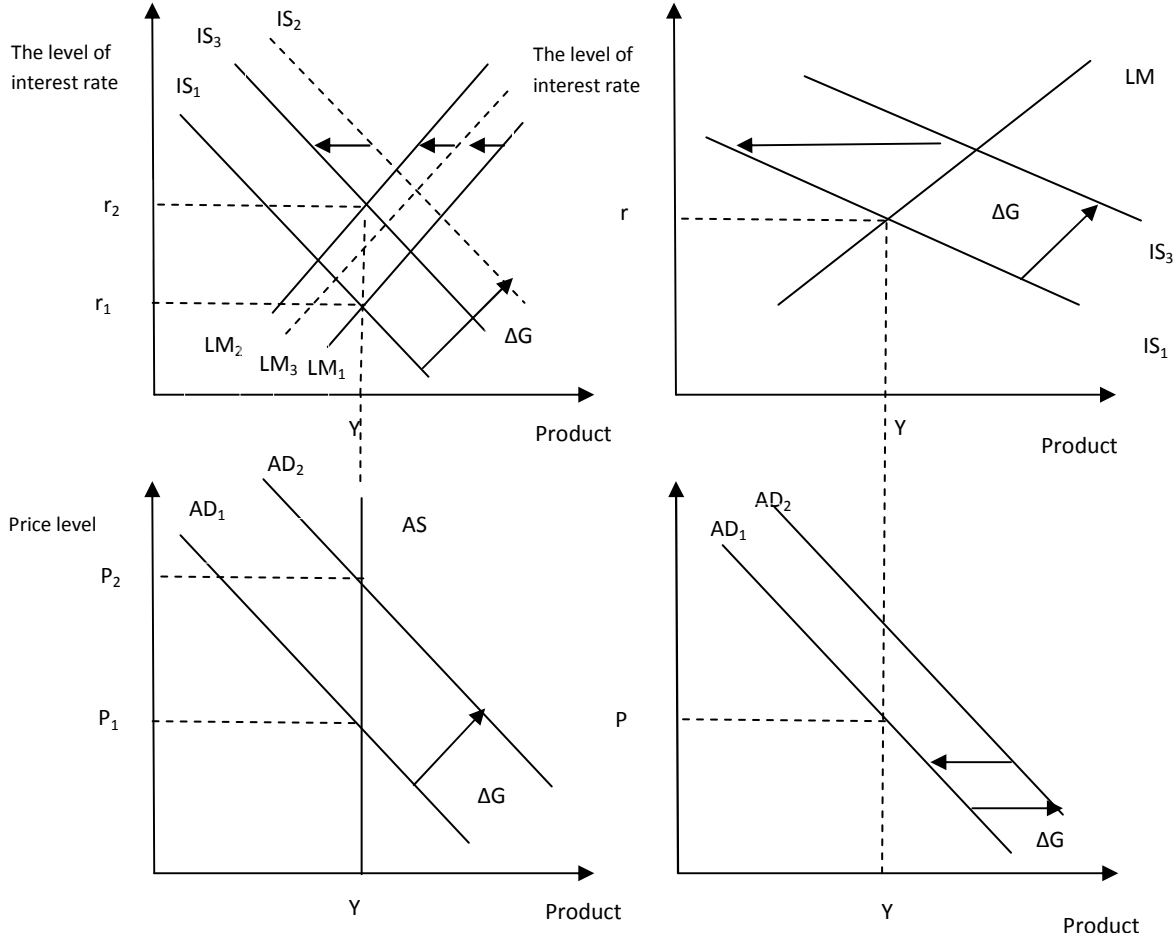 The level of
interest rate
IS₁
IS₃
IS₂
r₂
r₁
LM₂
LM₃
LM₁
ΔG
Y
Product
The level of
interest rate
LM
r
ΔG
IS₃
IS₁
Y
Product
Price level
AD₁
AD₂
AS
P₂
P₁
ΔG
Y
Product
AD₁
AD₂
P
ΔG
Y
Product